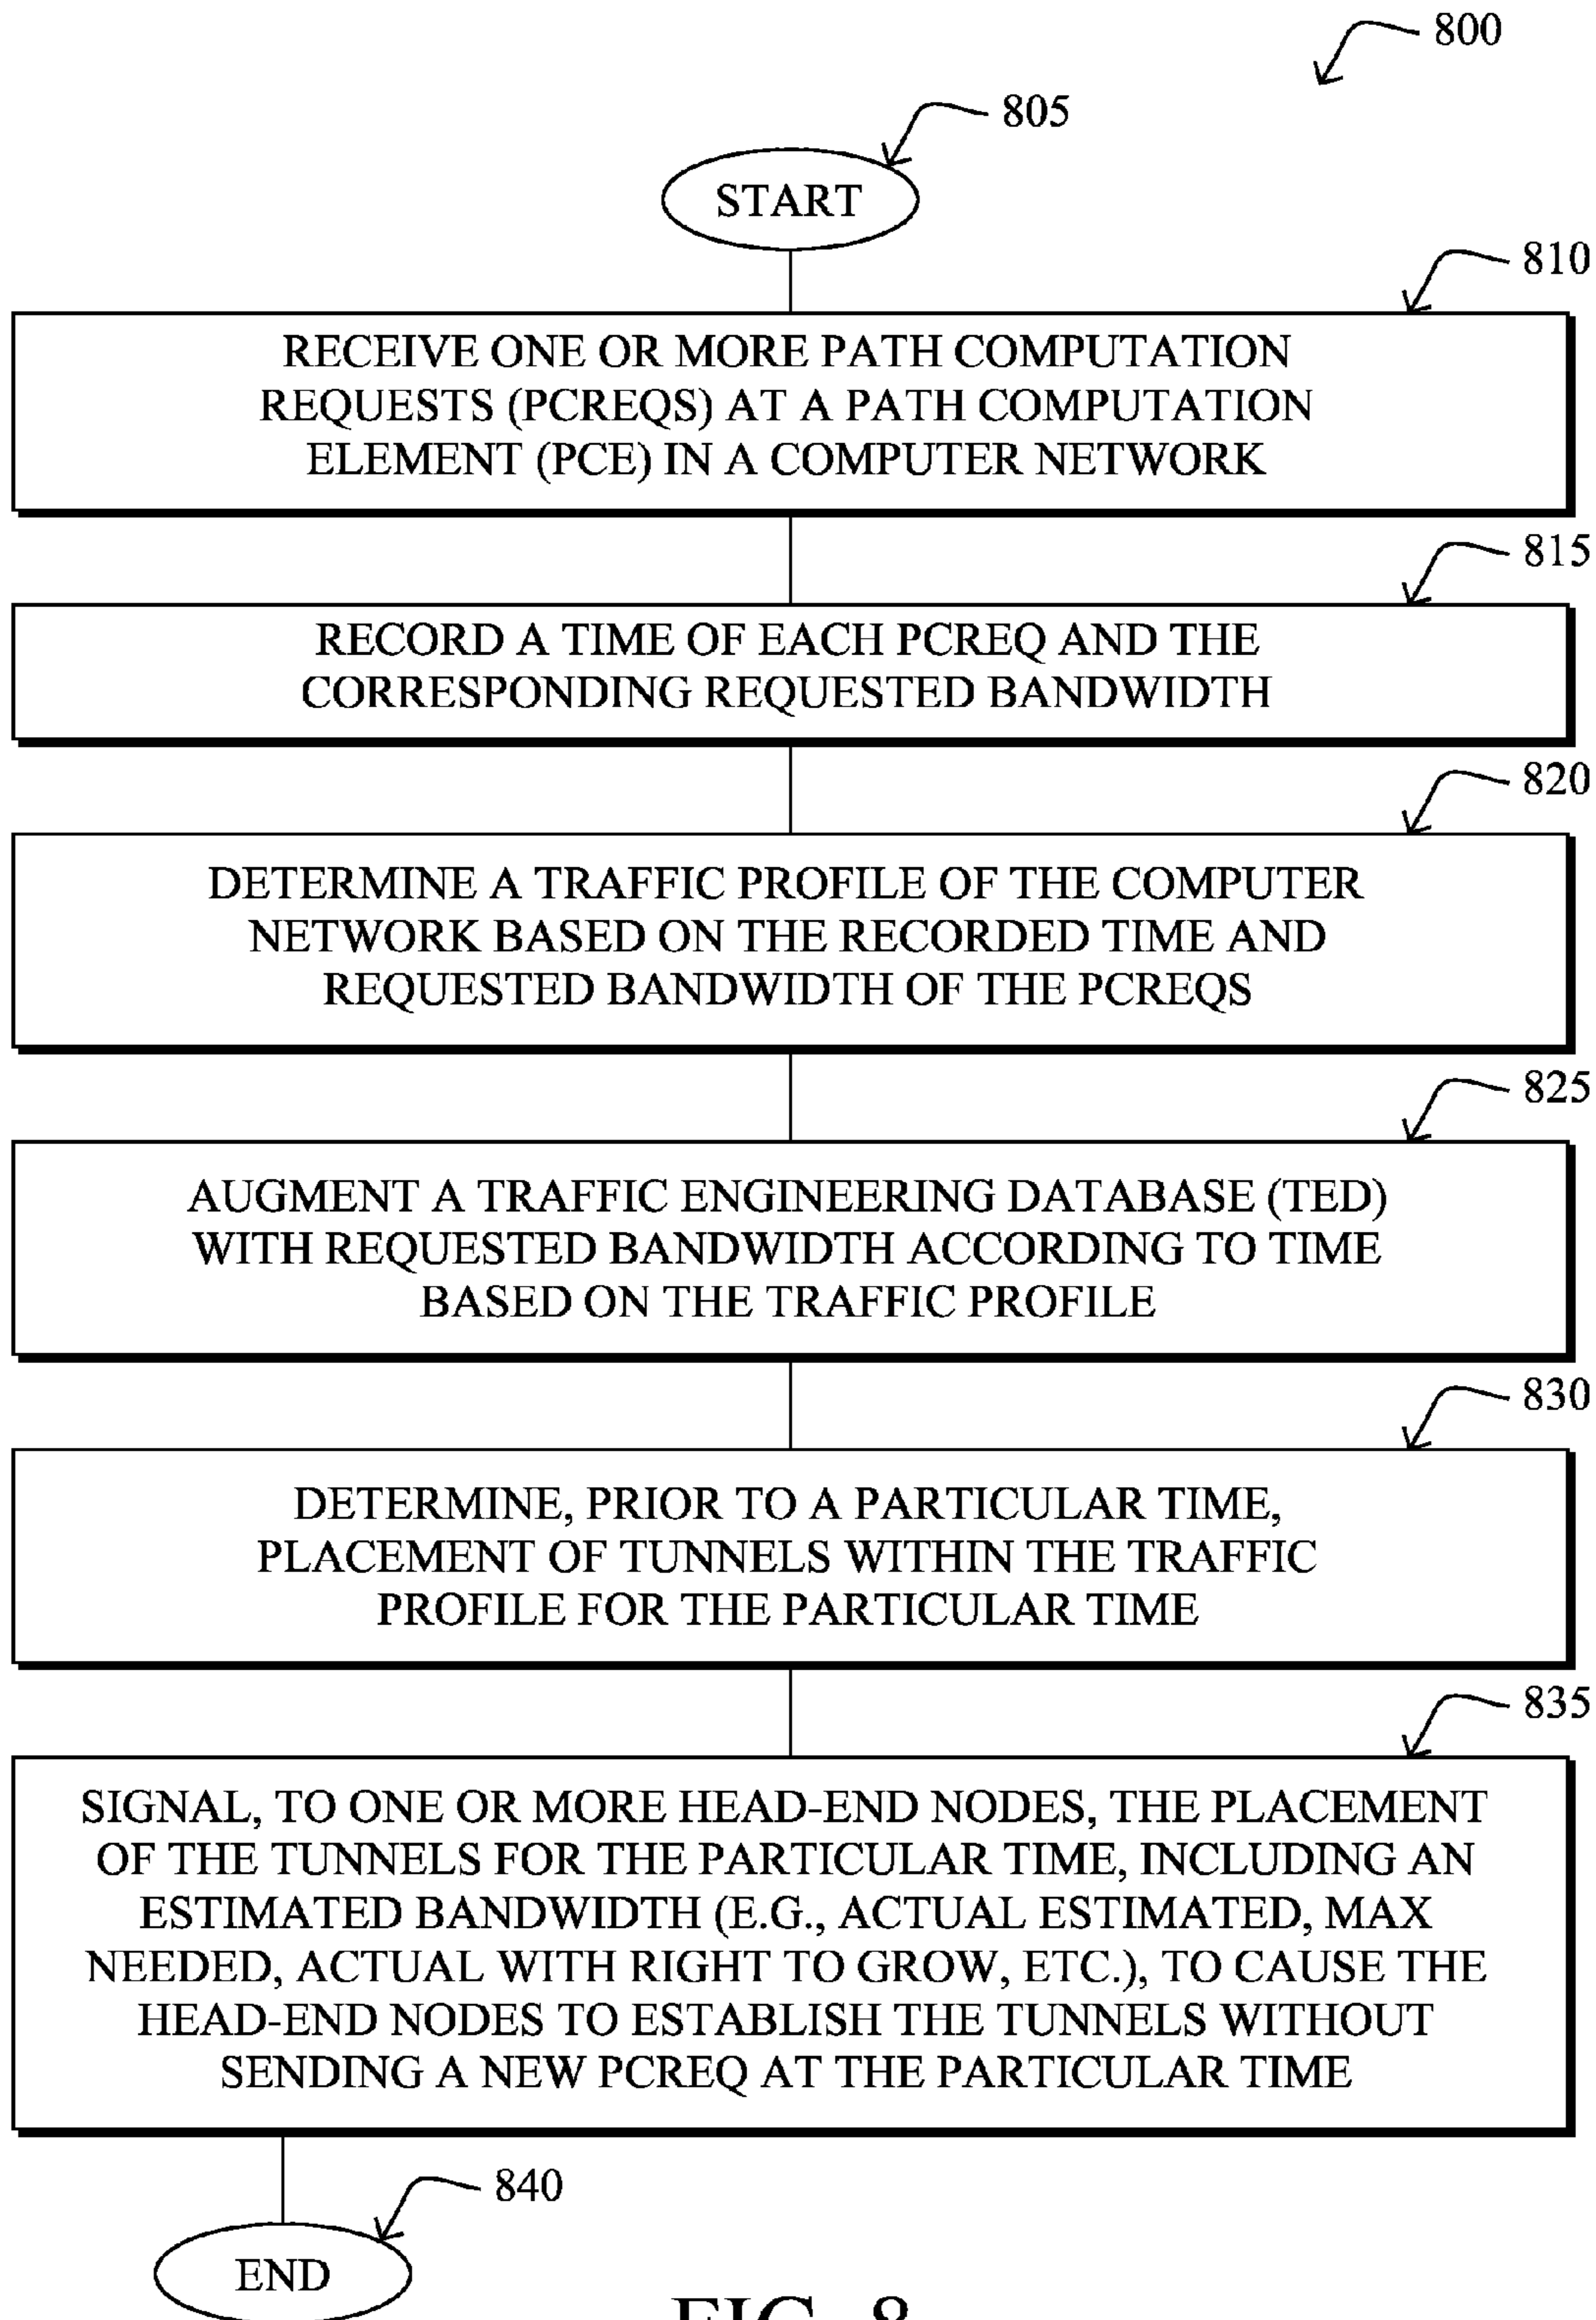 800
805
START
810
RECEIVE ONE OR MORE PATH COMPUTATION
REQUESTS (PCREQS) AT A PATH COMPUTATION
ELEMENT (PCE) IN A COMPUTER NETWORK
815
RECORD A TIME OF EACH PCREQ AND THE
CORRESPONDING REQUESTED BANDWIDTH
820
DETERMINE A TRAFFIC PROFILE OF THE COMPUTER
NETWORK BASED ON THE RECORDED TIME AND
REQUESTED BANDWIDTH OF THE PCREQS
825
AUGMENT A TRAFFIC ENGINEERING DATABASE (TED)
WITH REQUESTED BANDWIDTH ACCORDING TO TIME
BASED ON THE TRAFFIC PROFILE
830
DETERMINE, PRIOR TO A PARTICULAR TIME,
PLACEMENT OF TUNNELS WITHIN THE TRAFFIC
PROFILE FOR THE PARTICULAR TIME
835
SIGNAL, TO ONE OR MORE HEAD-END NODES, THE PLACEMENT
OF THE TUNNELS FOR THE PARTICULAR TIME, INCLUDING AN
ESTIMATED BANDWIDTH (E.G., ACTUAL ESTIMATED, MAX
NEEDED, ACTUAL WITH RIGHT TO GROW, ETC.), TO CAUSE THE
HEAD-END NODES TO ESTABLISH THE TUNNELS WITHOUT
SENDING A NEW PCREQ AT THE PARTICULAR TIME
840
END
FIG. 8